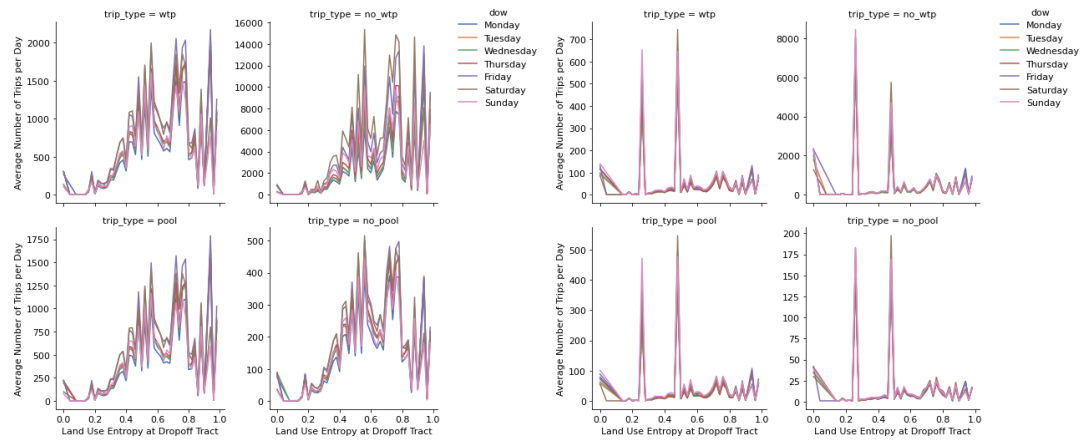 trip_type = wtp
trip_type = no_wtp
dow
Monday
Tuesday
Wednesday
Thursday
Friday
Saturday
Sunday
Average Number of Trips per Day
2000
1500
1000
500
0
16000
14000
12000
10000
8000
6000
4000
2000
0
trip_type = pool
trip_type = no_pool
Average Number of Trips per Day
1750
1500
1250
1000
750
500
250
0
500
400
300
200
100
0
0.0 0.2 0.4 0.6 0.8 1.0
0.0 0.2 0.4 0.6 0.8 1.0
Land Use Entropy at Dropoff Tract
Land Use Entropy at Dropoff Tract
trip_type = wtp
trip_type = no_wtp
dow
Monday
Tuesday
Wednesday
Thursday
Friday
Saturday
Sunday
Average Number of Trips per Day
700
600
500
400
300
200
100
0
8000
6000
4000
2000
0
trip_type = pool
trip_type = no_pool
Average Number of Trips per Day
500
400
300
200
100
0
200
175
150
125
100
75
50
25
0
0.0 0.2 0.4 0.6 0.8 1.0
0.0 0.2 0.4 0.6 0.8 1.0
Land Use Entropy at Dropoff Tract
Land Use Entropy at Dropoff Tract